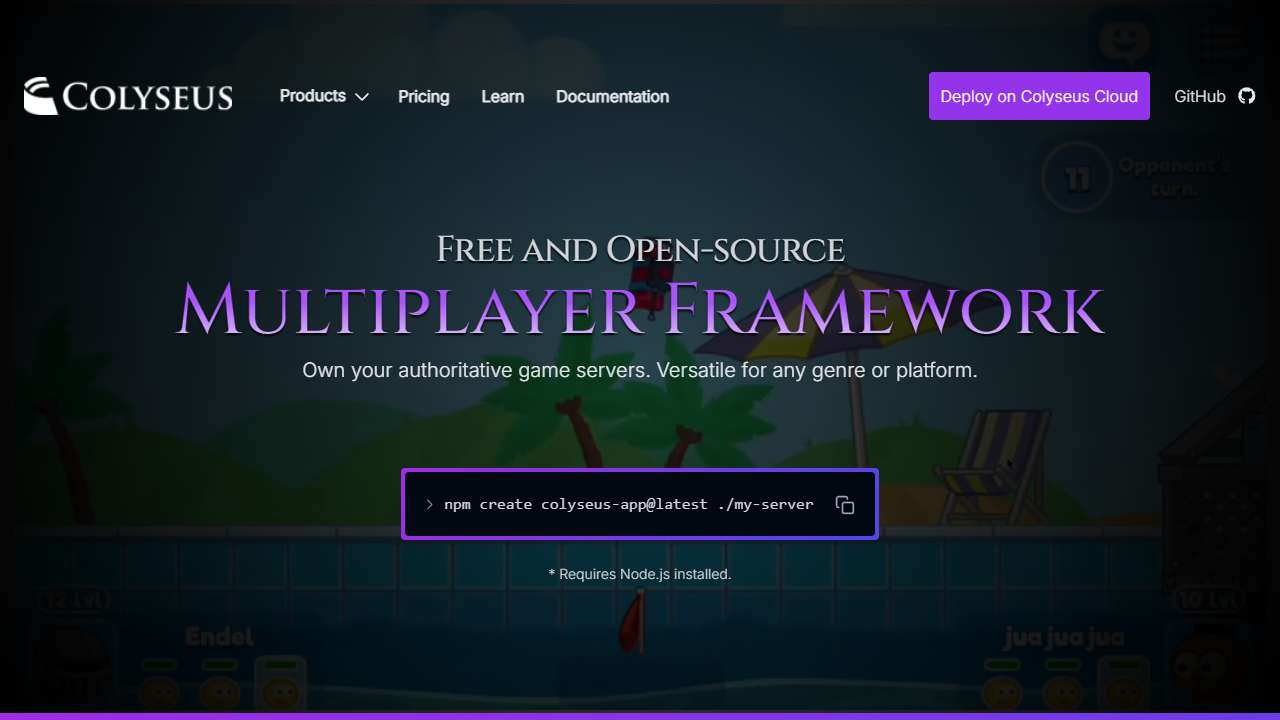 COLYSEUS
Products
Pricing
Learn
Documentation
Deploy on Colyseus Cloud
GitHub
11
Opponent's
turn.
Free and Open-source
Multiplayer Framework
Own your authoritative game servers. Versatile for any genre or platform.
npm create colyseus-app@latest ./my-server
* Requires Node.js installed.
12 lvl
10 lvl
Endel
jua jua jua